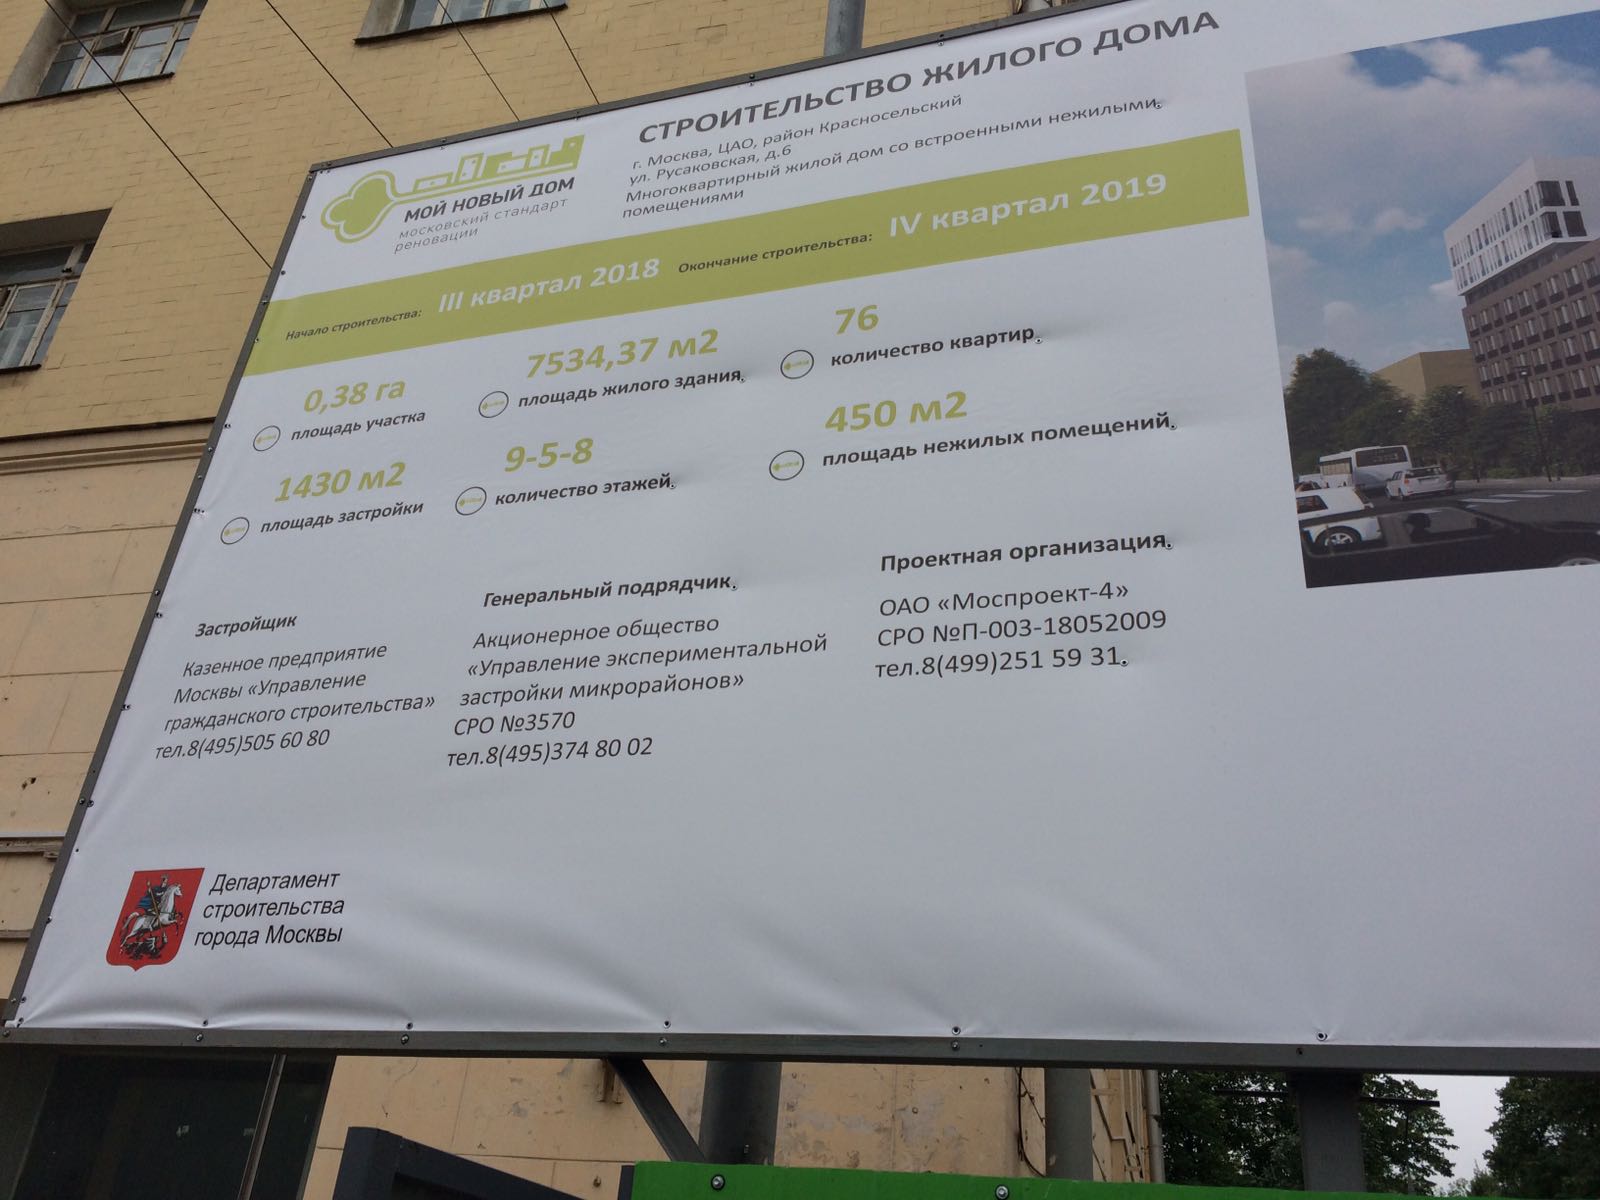 СТРОИТЕЛЬСТВО ЖИЛОГО ДОМА
г. Москва, ЦАО, район Красносельский
ул. Русаковская, д.6
Многоквартирный жилой дом со встроенными нежилыми
помещениями
МОЙ НОВЫЙ ДОМ
московский стандарт
реновации
Начало строительства: III квартал 2018 Окончание строительства: IV квартал 2019
0,38 га
площадь участка
7534,37 м2
площадь жилого здания
76
количество квартир
1430 м2
площадь застройки
9-5-8
количество этажей
450 м2
площадь нежилых помещений
Застройщик
Казенное предприятие
Москвы «Управление
гражданского строительства»
тел.8(495)505 60 80
Генеральный подрядчик
Акционерное общество
«Управление экспериментальной
застройки микрорайонов»
СРО №3570
тел.8(495)374 80 02
Проектная организация
ОАО «Моспроект-4»
СРО №П-003-18052009
тел.8(499)251 59 31
Департамент
строительства
города Москвы